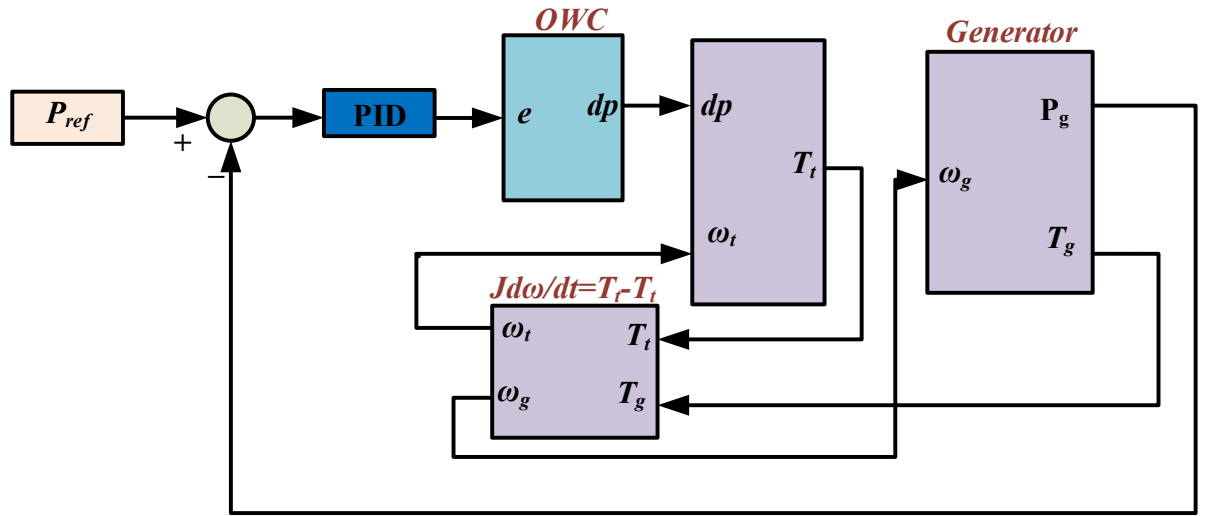 OWC
Generator
P_ref
+
−
PID
e
dp
dp
T_t
ω_t
P_g
ω_g
T_g
Jdω/dt=T_t-T_t
ω_t
T_t
ω_g
T_g